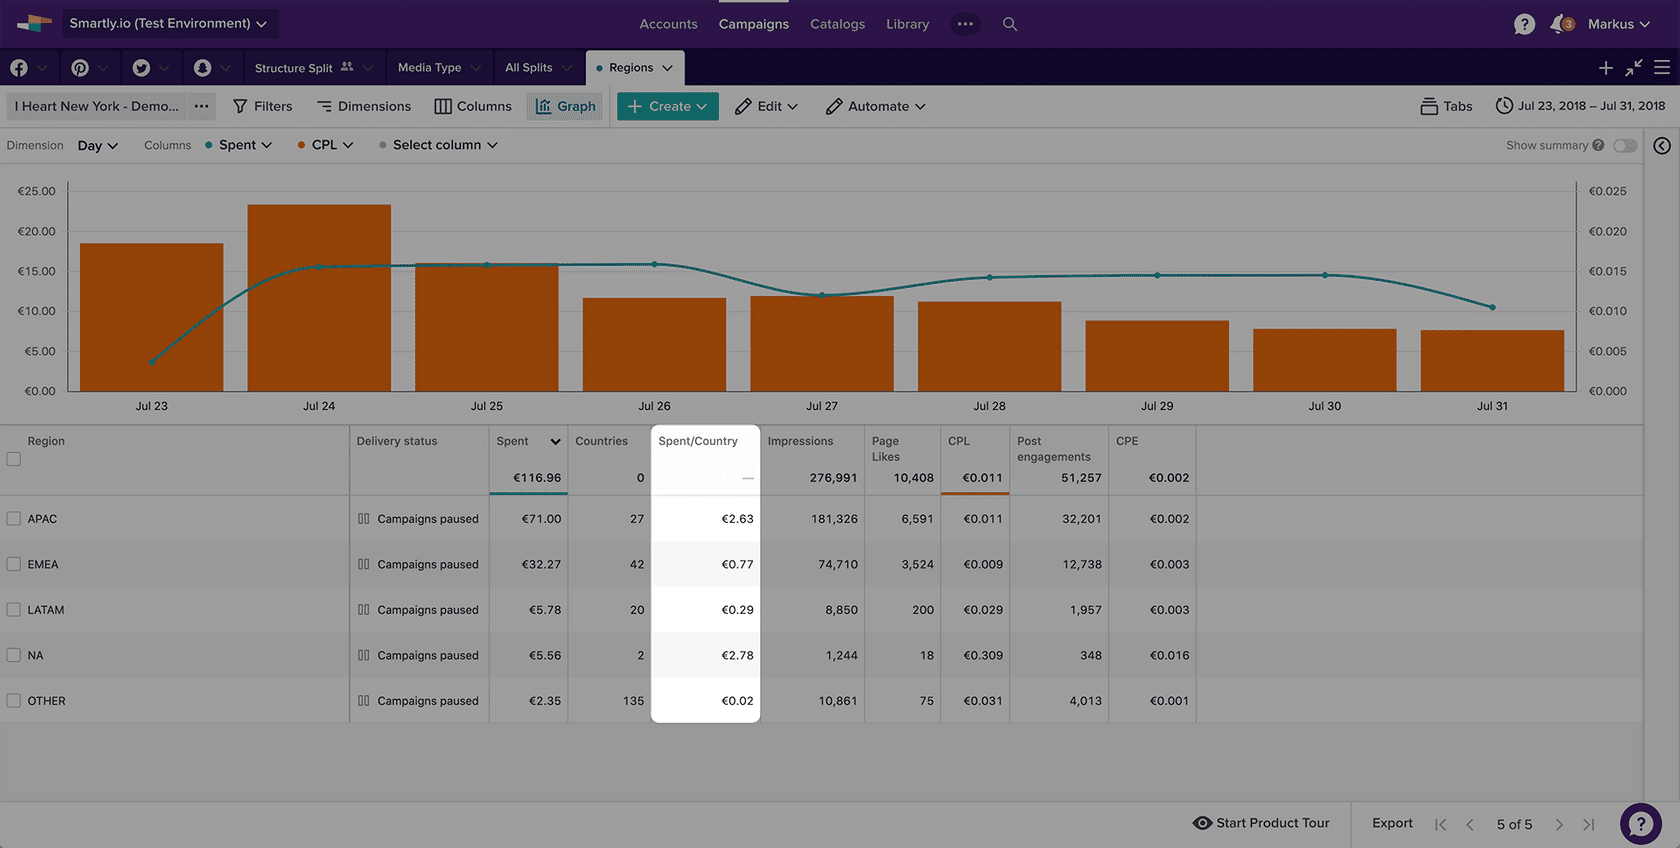 Smartly.io (Test Environment)
Accounts Campaigns Catalogs Library
? 3 Markus
Structure Split Media Type All Splits Regions
I Heart New York - Demo... Filters Dimensions Columns Graph + Create Edit Automate Tabs Jul 23, 2018 – Jul 31, 2018
Dimension Day Columns Spent CPL Select column Show summary ?
€25.00 €0.025
€20.00 €0.020
€15.00 €0.015
€10.00 €0.010
€5.00 €0.005
€0.00 €0.000
Jul 23 Jul 24 Jul 25 Jul 26 Jul 27 Jul 28 Jul 29 Jul 30 Jul 31
Region Delivery status Spent Countries Spent/Country Impressions Page Likes CPL Post engagements CPE
€116.96 0 — 276,991 10,408 €0.011 51,257 €0.002
APAC Campaigns paused €71.00 27 €2.63 181,326 6,591 €0.011 32,201 €0.002
EMEA Campaigns paused €32.27 42 €0.77 74,710 3,524 €0.009 12,738 €0.003
LATAM Campaigns paused €5.78 20 €0.29 8,850 200 €0.029 1,957 €0.003
NA Campaigns paused €5.56 2 €2.78 1,244 18 €0.309 348 €0.016
OTHER Campaigns paused €2.35 135 €0.02 10,861 75 €0.031 4,013 €0.001
Start Product Tour Export 5 of 5 ?